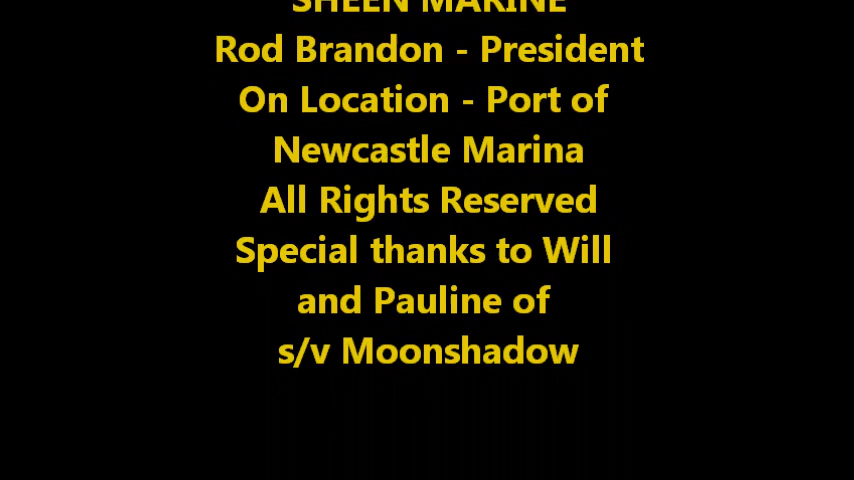 SHEEN MARINE
Rod Brandon - President
On Location - Port of
Newcastle Marina
All Rights Reserved
Special thanks to Will
and Pauline of
s/v Moonshadow